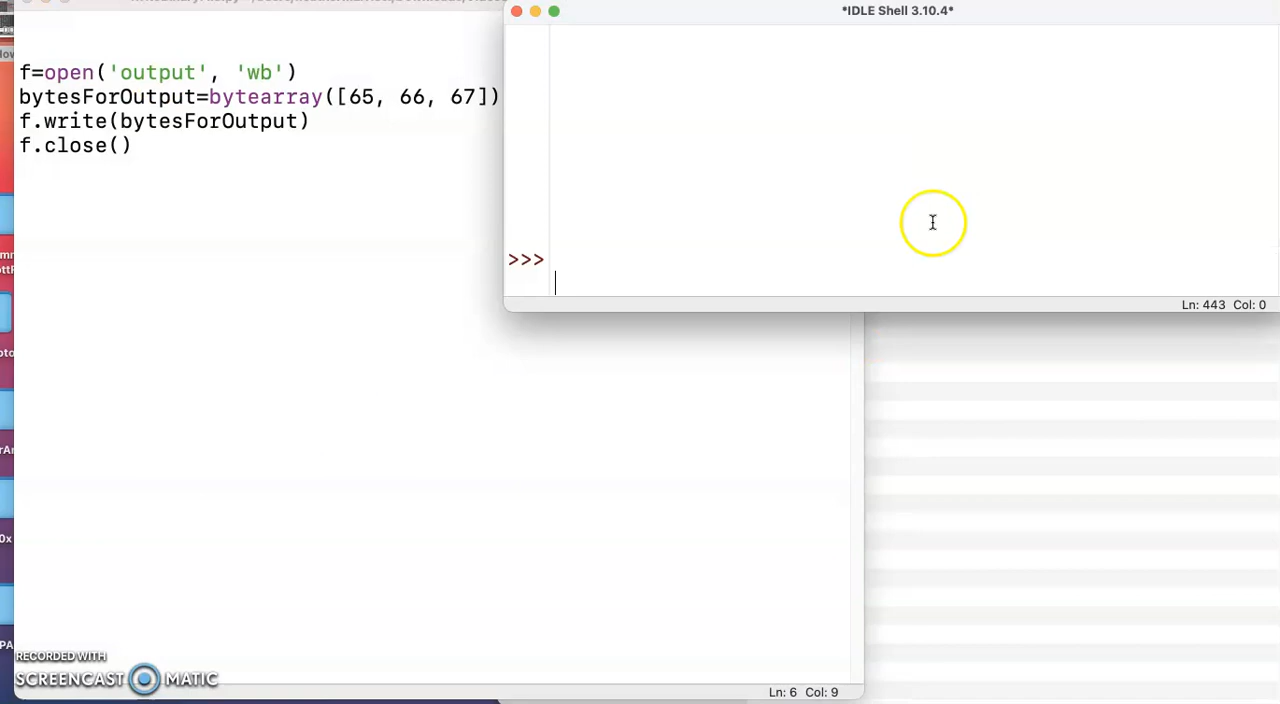 *IDLE Shell 3.10.4*
f=open('output', 'wb')
bytesForOutput=bytearray([65, 66, 67])
f.write(bytesForOutput)
f.close()
>>>
Ln: 443 Col: 0
RECORDED WITH
SCREENCAST MATIC
Ln: 6 Col: 9